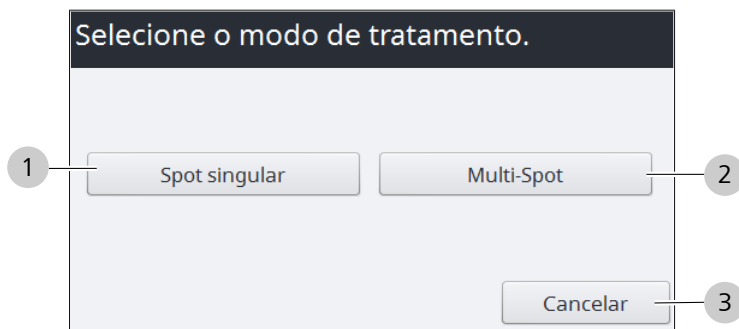 Selecione o modo de tratamento.
1 Spot singular Multi-Spot 2
Cancelar 3